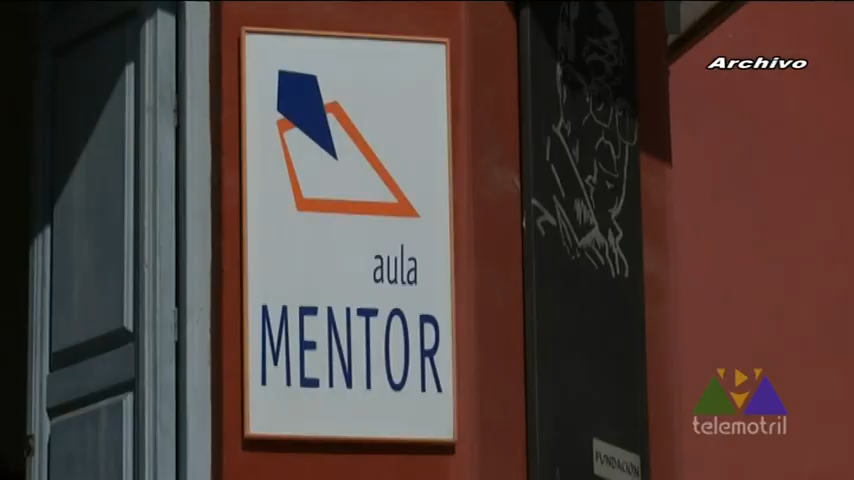 Archivo
aula
MENTOR
telemotril
FUNDACIÓN